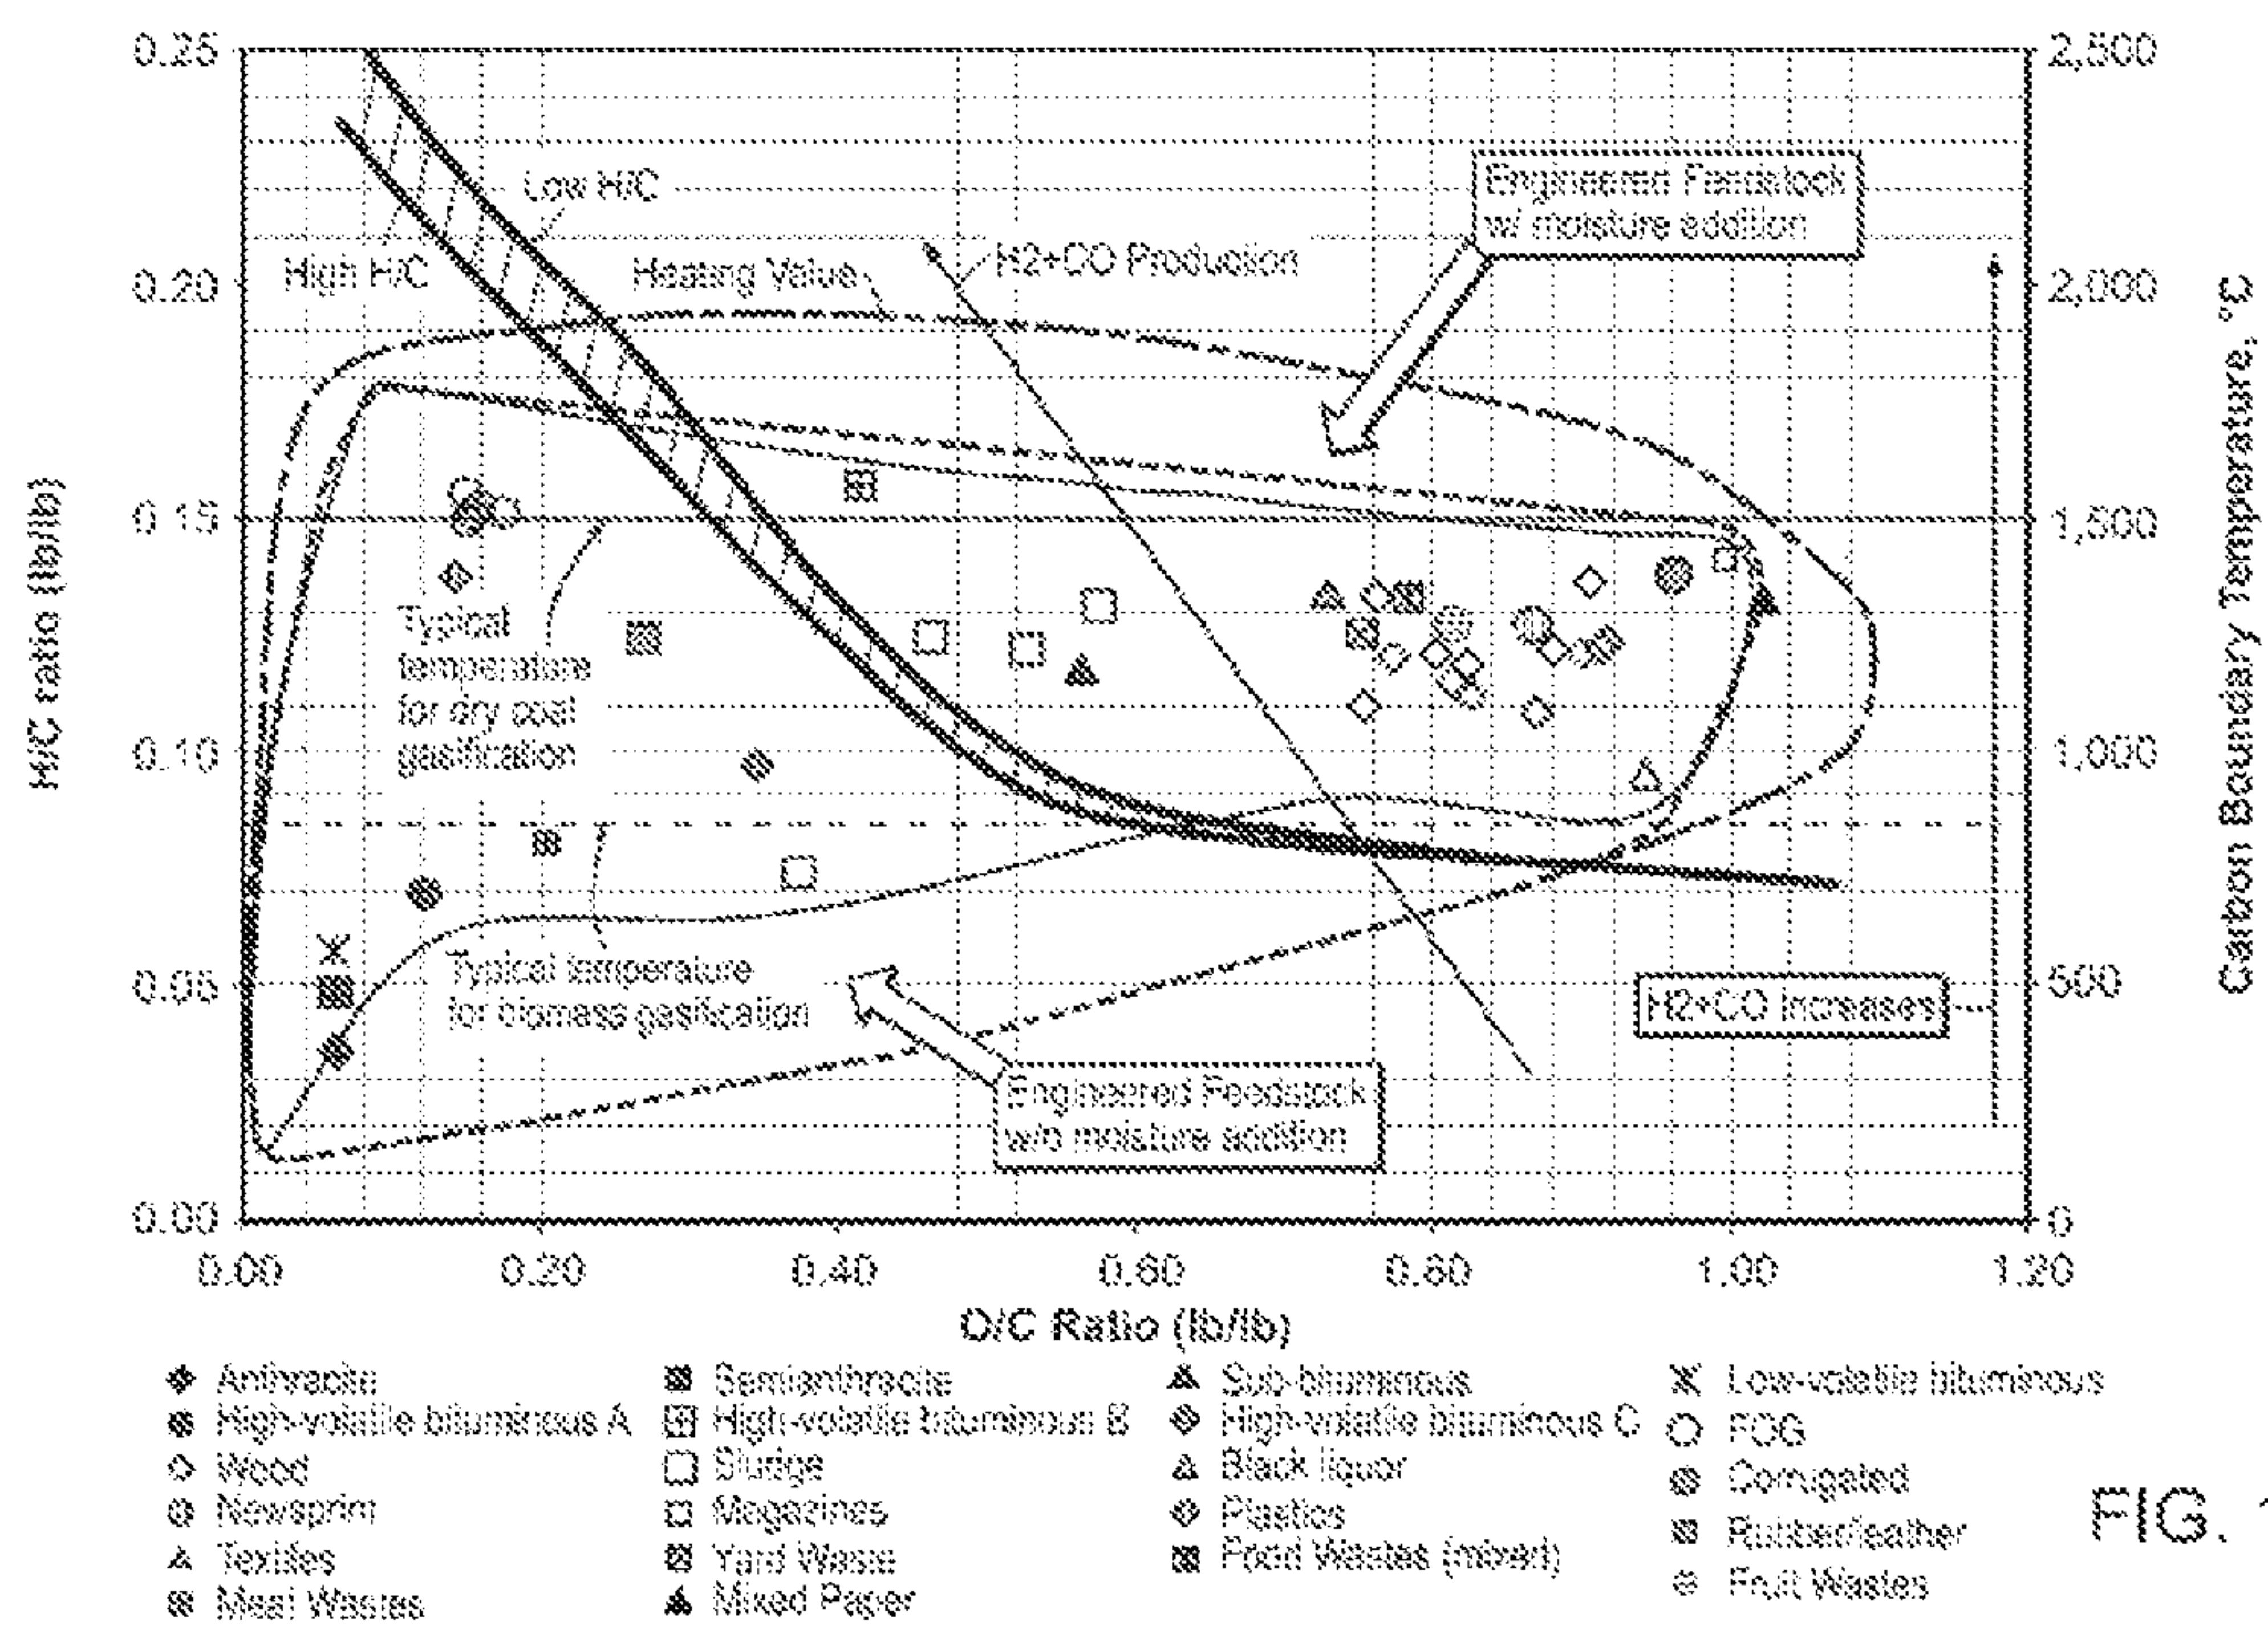 0.25
2,500
Low H/C
Engineered Feedstock
w/ moisture addition
High H/C
Heating Value
H2+CO Production
0.20
2,000
H/C ratio (lb/lb)
Carbon Boundary Temperature, °C
0.15
1,500
Typical
temperature
for dry coal
gasification
0.10
1,000
Typical temperature
for biomass gasification
0.05
500
H2+CO Increases
Engineered Feedstock
w/o moisture addition
0.00
0
0.00
0.20
0.40
0.60
0.80
1.00
1.20
O/C Ratio (lb/lb)
Anthracite
Semianthracite
Sub-bituminous
Low-volatile bituminous
High-volatile bituminous A
High-volatile bituminous B
High-volatile bituminous C
FOG
Wood
Sludge
Black liquor
Corrugated
Newsprint
Magazines
Plastics
Rubber/leather
Textiles
Yard Waste
Food Wastes (mixed)
Fruit Wastes
Meat Wastes
Mixed Paper
FIG.